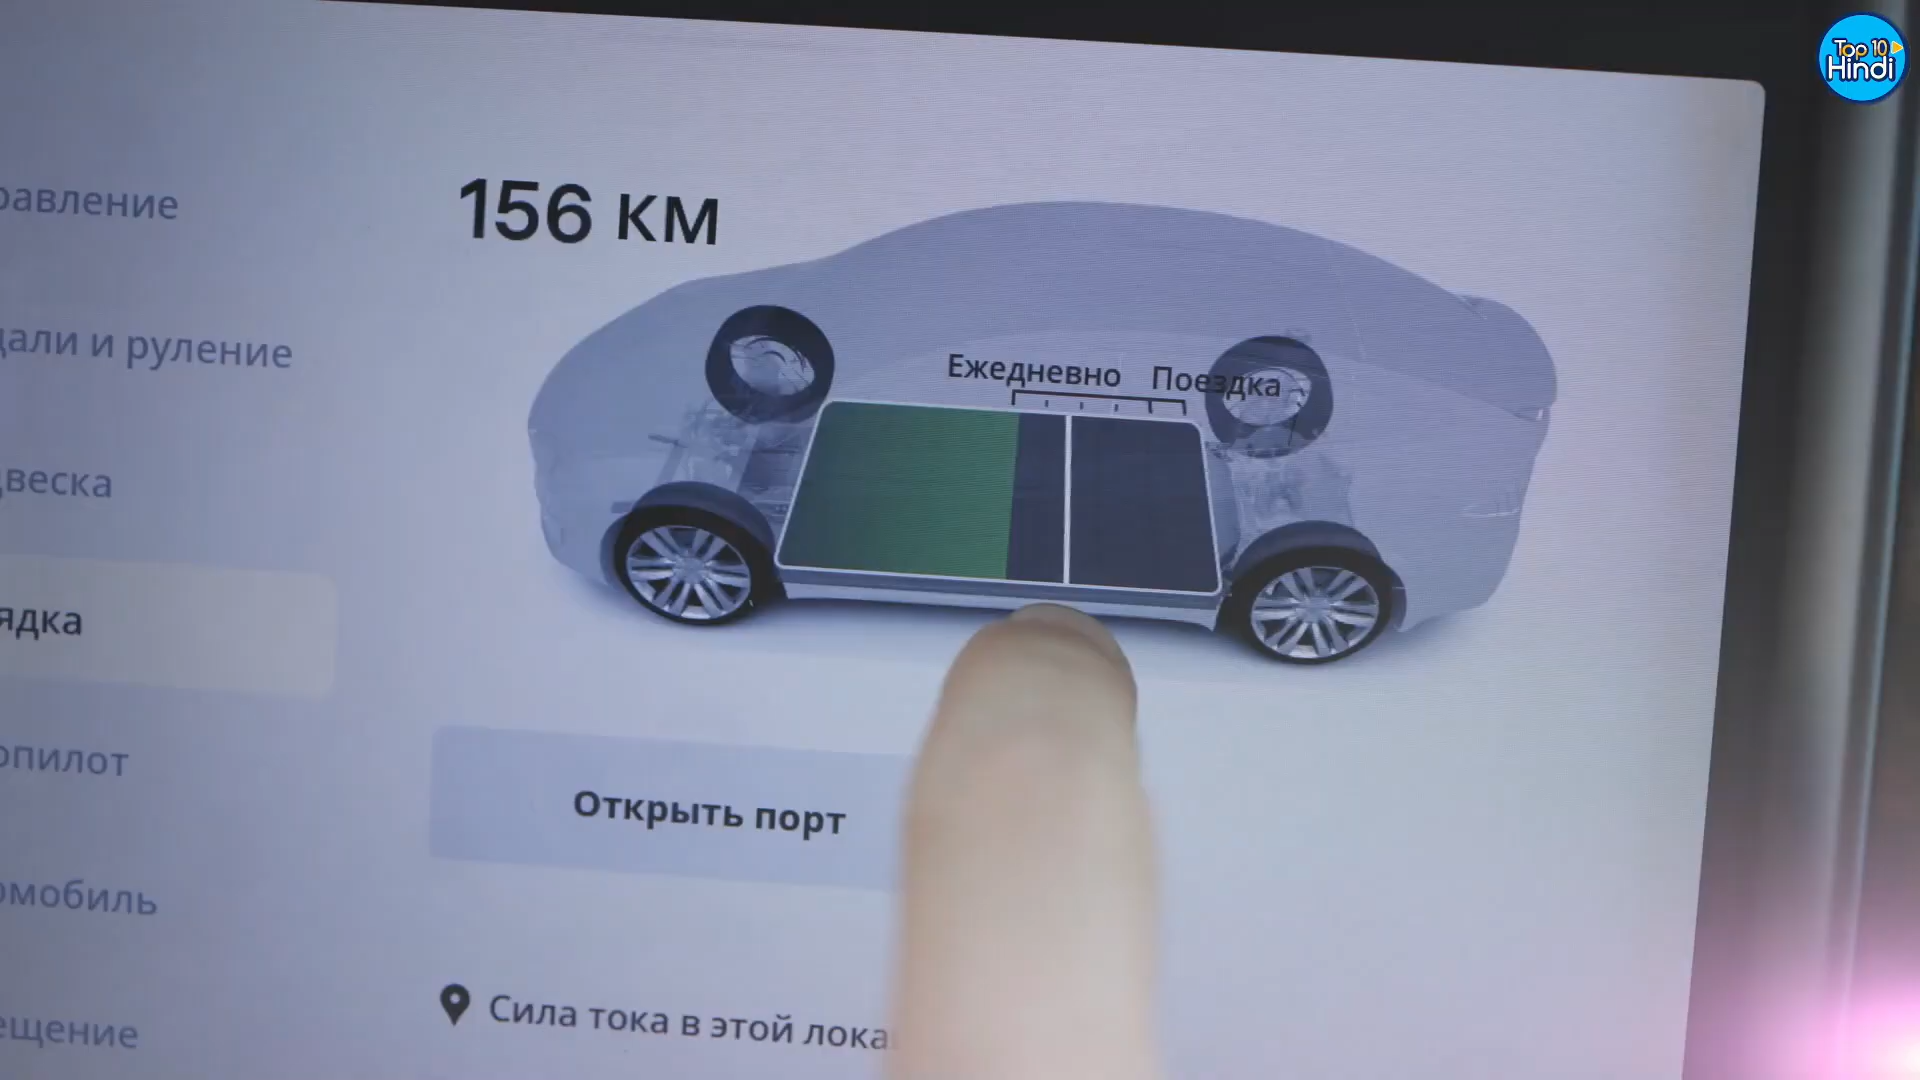 Top 10
Hindi
156 км
равление
дали и руление
Ежедневно Поездка
двеска
ядка
опилот
Открыть порт
омобиль
Сила тока в этой лока
ещение